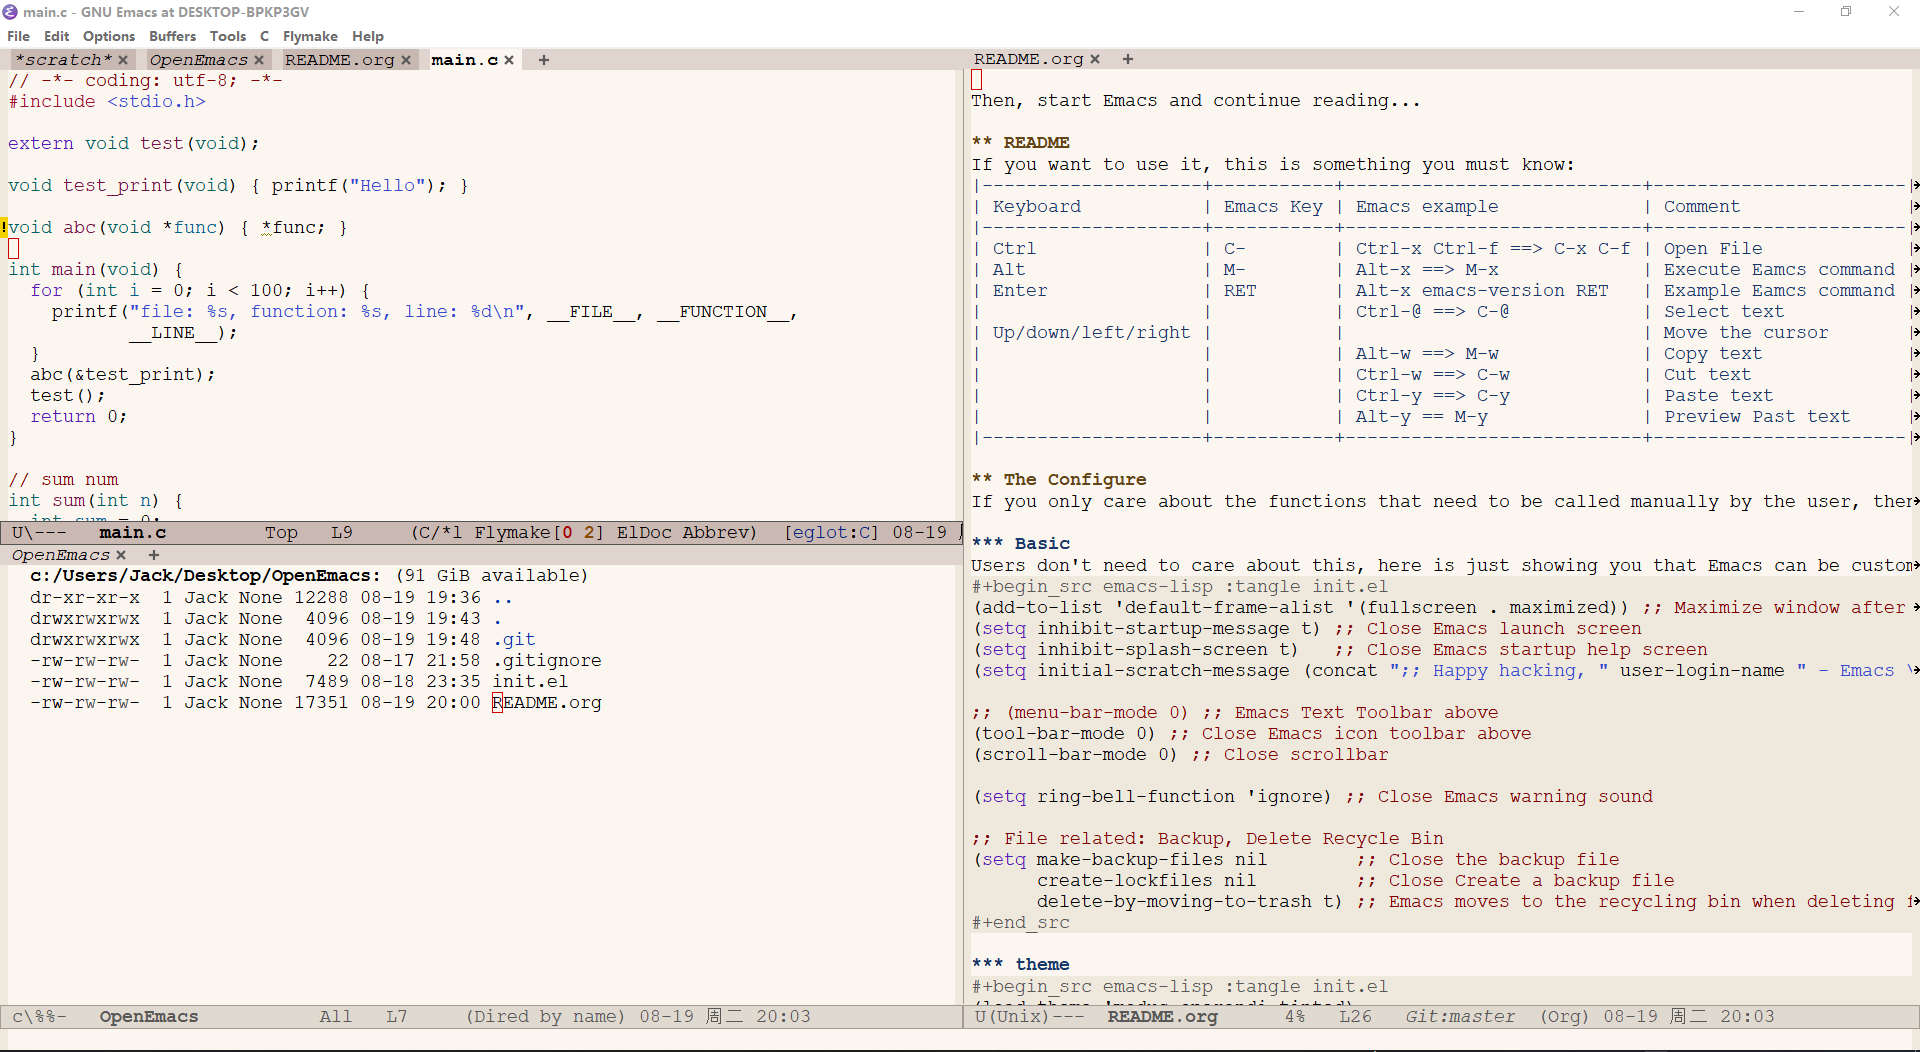 main.c - GNU Emacs at DESKTOP-BPKP3GV
File Edit Options Buffers Tools C Flymake Help
*scratch* × OpenEmacs × README.org × main.c × +
// -*- coding: utf-8; -*-
#include <stdio.h>
extern void test(void);
void test_print(void) { printf("Hello"); }
!void abc(void *func) { *func; }
int main(void) {
for (int i = 0; i < 100; i++) {
printf("file: %s, function: %s, line: %d\n", __FILE__, __FUNCTION__,
__LINE__);
}
abc(&test_print);
test();
return 0;
}
// sum num
int sum(int n) {
int sum = 0;
U\--- main.c Top L9 (C/*l Flymake[0 2] ElDoc Abbrev) [eglot:C] 08-19
OpenEmacs × +
c:/Users/Jack/Desktop/OpenEmacs: (91 GiB available)
dr-xr-xr-x 1 Jack None 12288 08-19 19:36 ..
drwxrwxrwx 1 Jack None 4096 08-19 19:43 .
drwxrwxrwx 1 Jack None 4096 08-19 19:48 .git
-rw-rw-rw- 1 Jack None 22 08-17 21:58 .gitignore
-rw-rw-rw- 1 Jack None 7489 08-18 23:35 init.el
-rw-rw-rw- 1 Jack None 17351 08-19 20:00 README.org
c\%%- OpenEmacs All L7 (Dired by name) 08-19 周二 20:03
README.org × +
Then, start Emacs and continue reading...
** README
If you want to use it, this is something you must know:
|---------------------+-----------+---------------------------+-----------------------
| Keyboard | Emacs Key | Emacs example | Comment
|---------------------+-----------+---------------------------+-----------------------
| Ctrl | C- | Ctrl-x Ctrl-f ==> C-x C-f | Open File
| Alt | M- | Alt-x ==> M-x | Execute Eamcs command
| Enter | RET | Alt-x emacs-version RET | Example Eamcs command
| | | Ctrl-@ ==> C-@ | Select text
| Up/down/left/right | | | Move the cursor
| | | Alt-w ==> M-w | Copy text
| | | Ctrl-w ==> C-w | Cut text
| | | Ctrl-y ==> C-y | Paste text
| | | Alt-y == M-y | Preview Past text
|---------------------+-----------+---------------------------+-----------------------
** The Configure
If you only care about the functions that need to be called manually by the user, ther
*** Basic
Users don't need to care about this, here is just showing you that Emacs can be custom
#+begin_src emacs-lisp :tangle init.el
(add-to-list 'default-frame-alist '(fullscreen . maximized)) ;; Maximize window after
(setq inhibit-startup-message t) ;; Close Emacs launch screen
(setq inhibit-splash-screen t) ;; Close Emacs startup help screen
(setq initial-scratch-message (concat ";; Happy hacking, " user-login-name " - Emacs \
;; (menu-bar-mode 0) ;; Emacs Text Toolbar above
(tool-bar-mode 0) ;; Close Emacs icon toolbar above
(scroll-bar-mode 0) ;; Close scrollbar
(setq ring-bell-function 'ignore) ;; Close Emacs warning sound
;; File related: Backup, Delete Recycle Bin
(setq make-backup-files nil ;; Close the backup file
create-lockfiles nil ;; Close Create a backup file
delete-by-moving-to-trash t) ;; Emacs moves to the recycling bin when deleting f
#+end_src
*** theme
#+begin_src emacs-lisp :tangle init.el
(load-theme 'modus-operandi-tinted)
U(Unix)--- README.org 4% L26 Git:master (Org) 08-19 周二 20:03